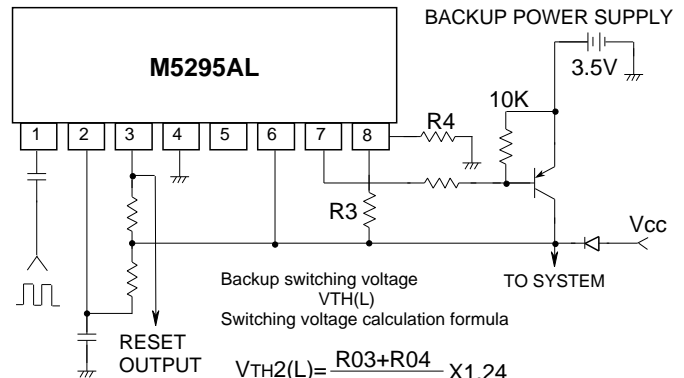 BACKUP POWER SUPPLY
M5295AL
3.5V
10K
1 2 3 4 5 6 7 8
R4
R3
Vcc
Backup switching voltage
VTH(L)
Switching voltage calculation formula
TO SYSTEM
RESET
OUTPUT
VTH2(L)= R03+R04 X1.24